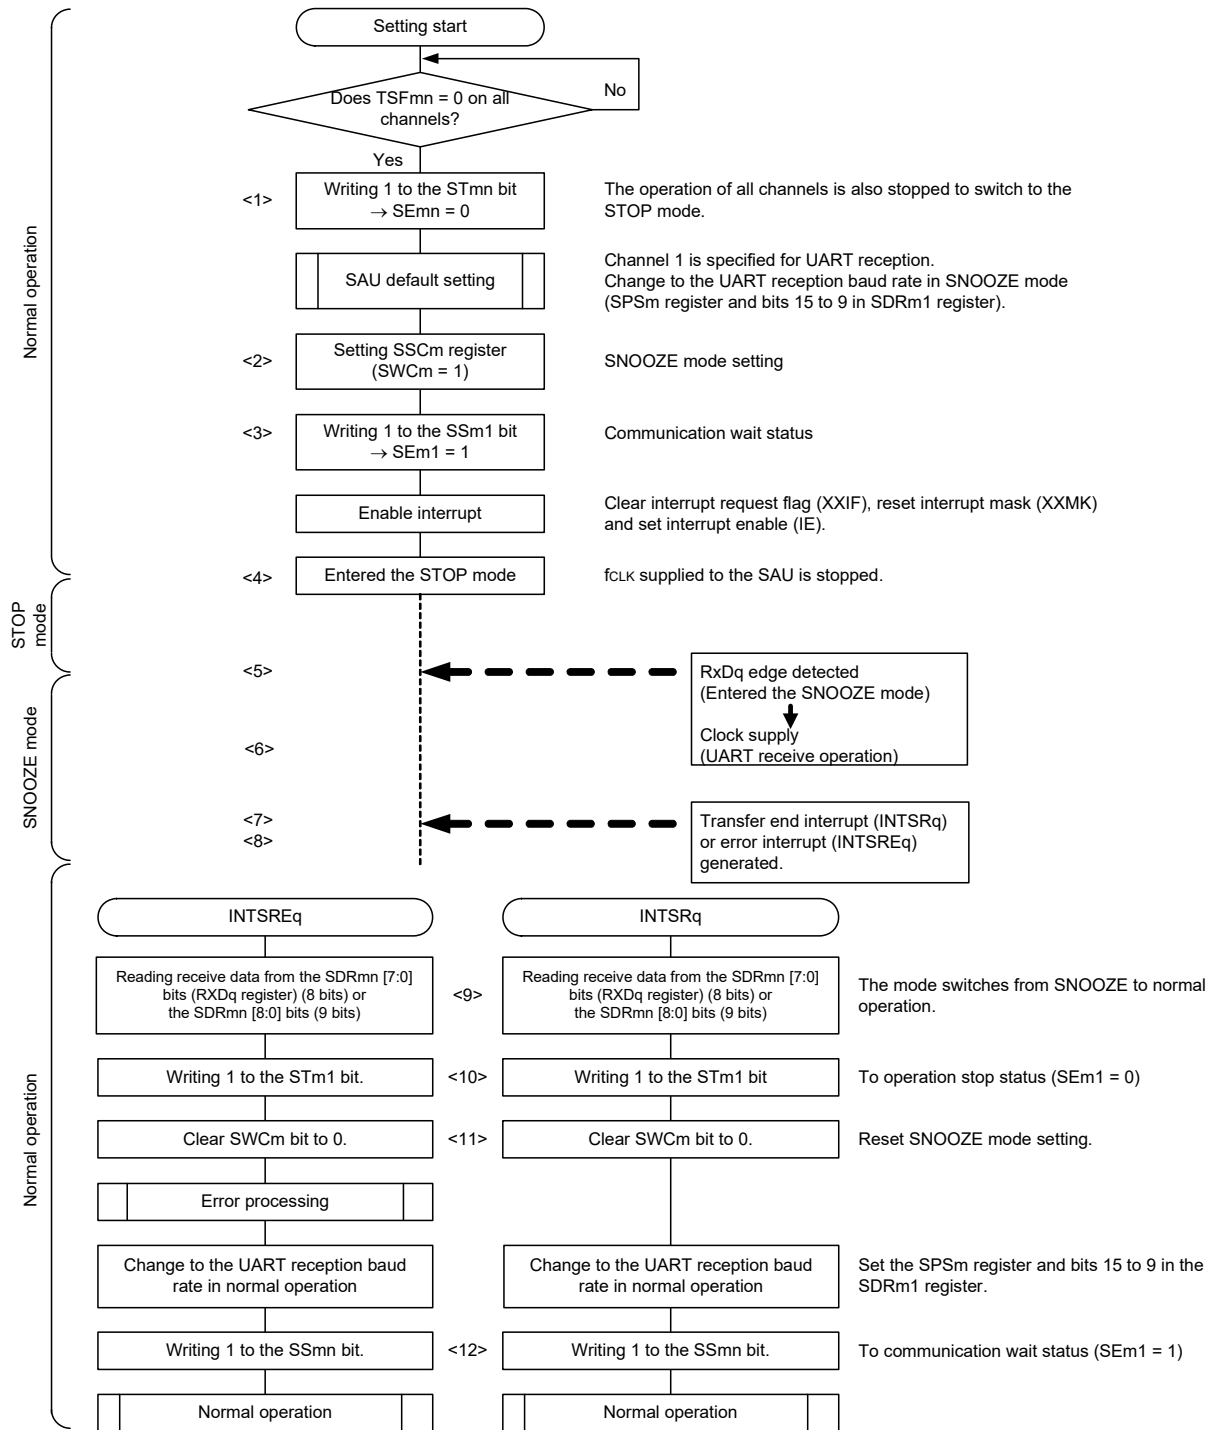 Setting start
No
Does TSFmn = 0 on all
channels?
Yes
<1>
Writing 1 to the STmn bit
→ SEmn = 0
The operation of all channels is also stopped to switch to the
STOP mode.
Normal operation
SAU default setting
Channel 1 is specified for UART reception.
Change to the UART reception baud rate in SNOOZE mode
(SPSm register and bits 15 to 9 in SDRm1 register).
<2>
Setting SSCm register
(SWCm = 1)
SNOOZE mode setting
<3>
Writing 1 to the SSm1 bit
→ SEm1 = 1
Communication wait status
Enable interrupt
Clear interrupt request flag (XXIF), reset interrupt mask (XXMK)
and set interrupt enable (IE).
<4>
Entered the STOP mode
fCLK supplied to the SAU is stopped.
STOP
mode
<5>
RxDq edge detected
(Entered the SNOOZE mode)
SNOOZE mode
<6>
Clock supply
(UART receive operation)
<7>
<8>
Transfer end interrupt (INTSRq)
or error interrupt (INTSREq)
generated.
INTSREq
INTSRq
Reading receive data from the SDRmn [7:0]
bits (RXDq register) (8 bits) or
the SDRmn [8:0] bits (9 bits)
<9>
Reading receive data from the SDRmn [7:0]
bits (RXDq register) (8 bits) or
the SDRmn [8:0] bits (9 bits)
The mode switches from SNOOZE to normal
operation.
Writing 1 to the STm1 bit.
<10>
Writing 1 to the STm1 bit
To operation stop status (SEm1 = 0)
Normal operation
Clear SWCm bit to 0.
<11>
Clear SWCm bit to 0.
Reset SNOOZE mode setting.
Error processing
Change to the UART reception baud
rate in normal operation
Change to the UART reception baud
rate in normal operation
Set the SPSm register and bits 15 to 9 in the
SDRm1 register.
Writing 1 to the SSmn bit.
<12>
Writing 1 to the SSmn bit.
To communication wait status (SEm1 = 1)
Normal operation
Normal operation